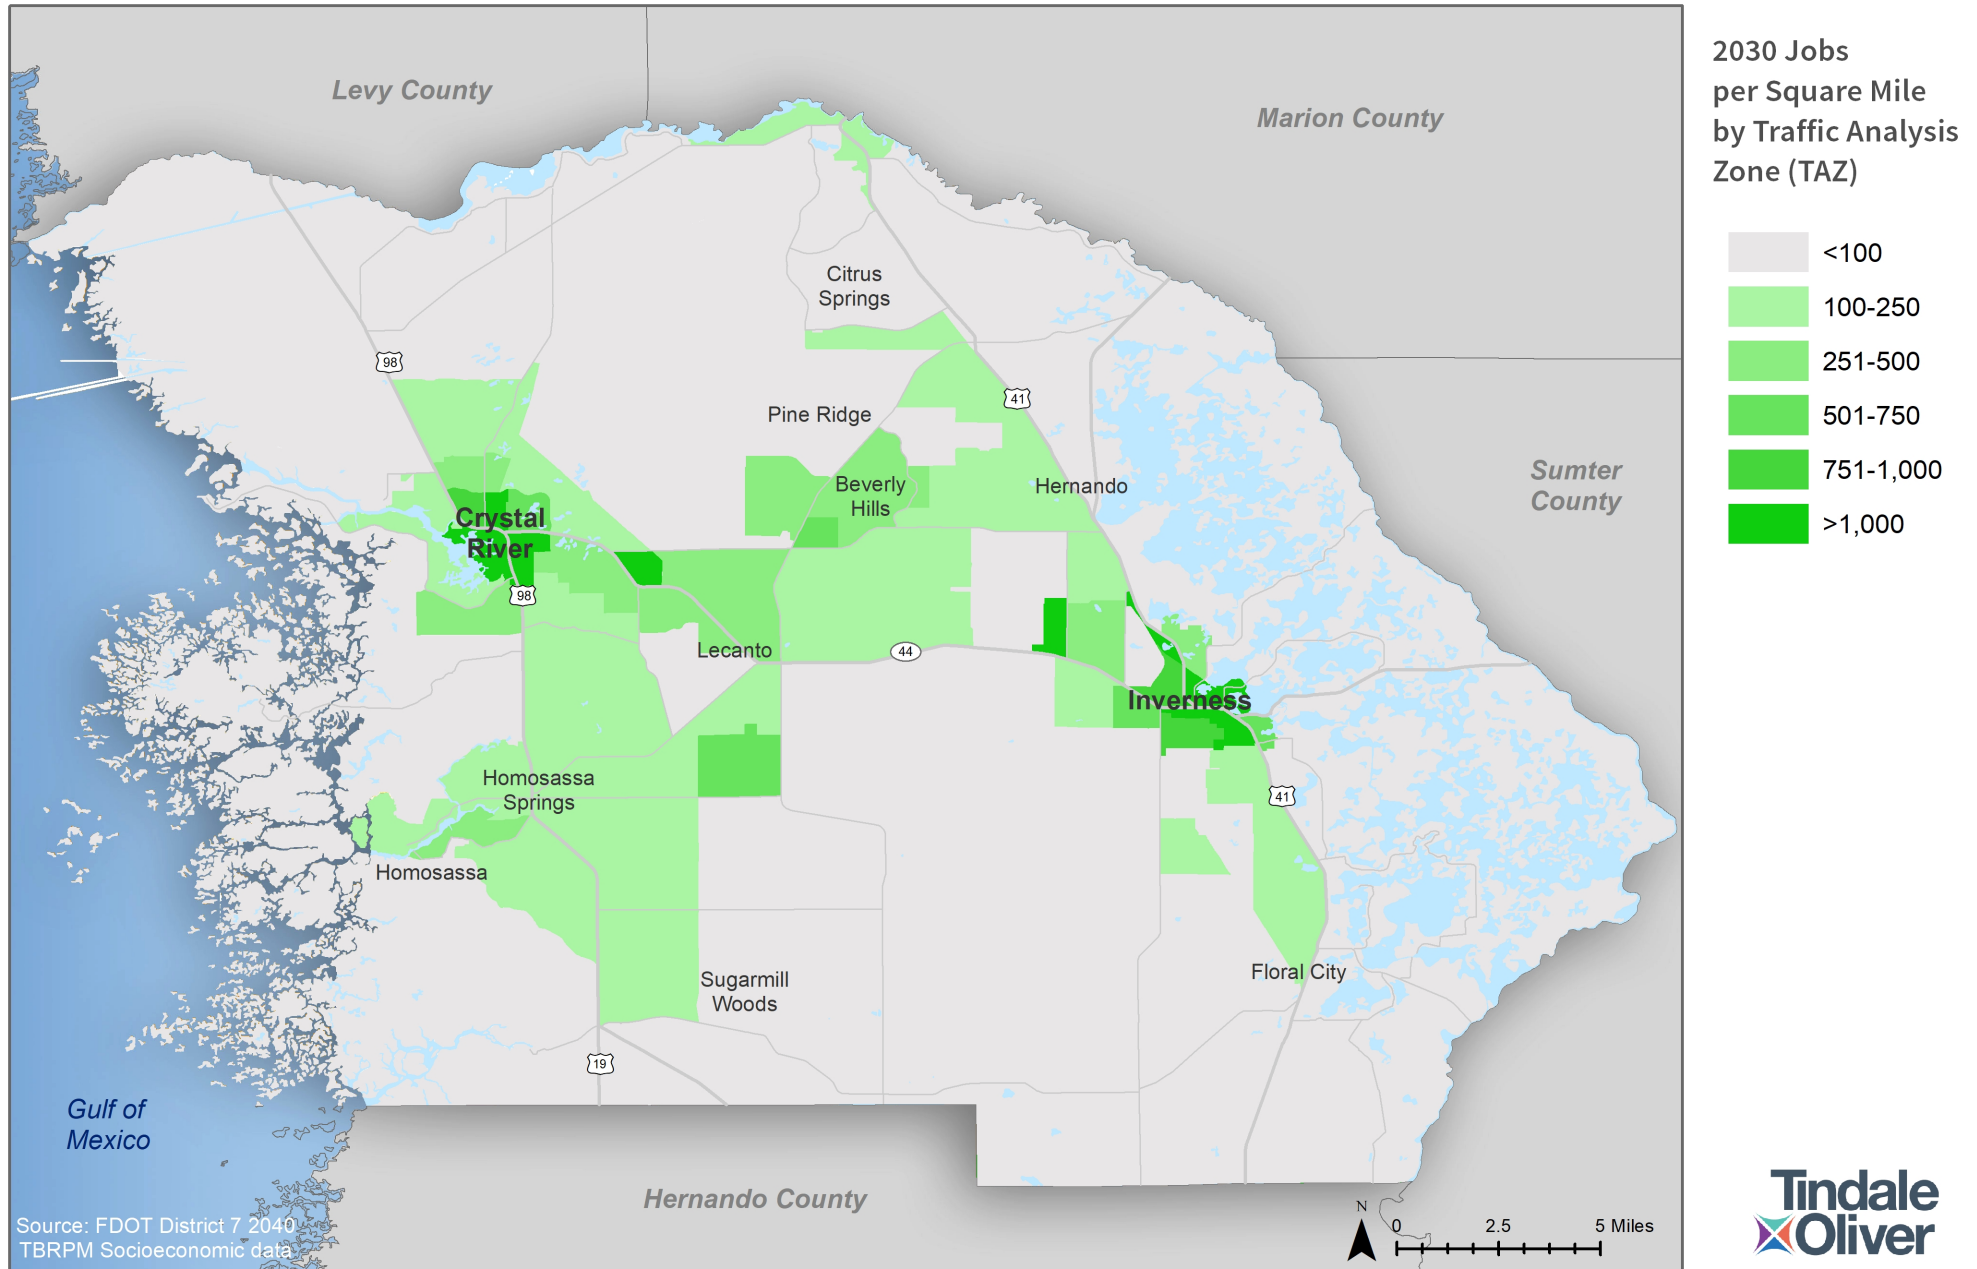 2030 Jobs
per Square Mile
by Traffic Analysis
Zone (TAZ)
<100
100-250
251-500
501-750
751-1,000
>1,000
Levy County
Marion County
Sumter
County
Hernando County
Gulf of
Mexico
Citrus
Springs
98
41
Pine Ridge
Beverly
Hills
Hernando
Crystal
River
98
Lecanto
44
Inverness
Homosassa
Springs
41
Homosassa
Sugarmill
Woods
Floral City
19
Source: FDOT District 7 2040
TBRPM Socioeconomic data
N
0 2.5 5 Miles
Tindale
Oliver